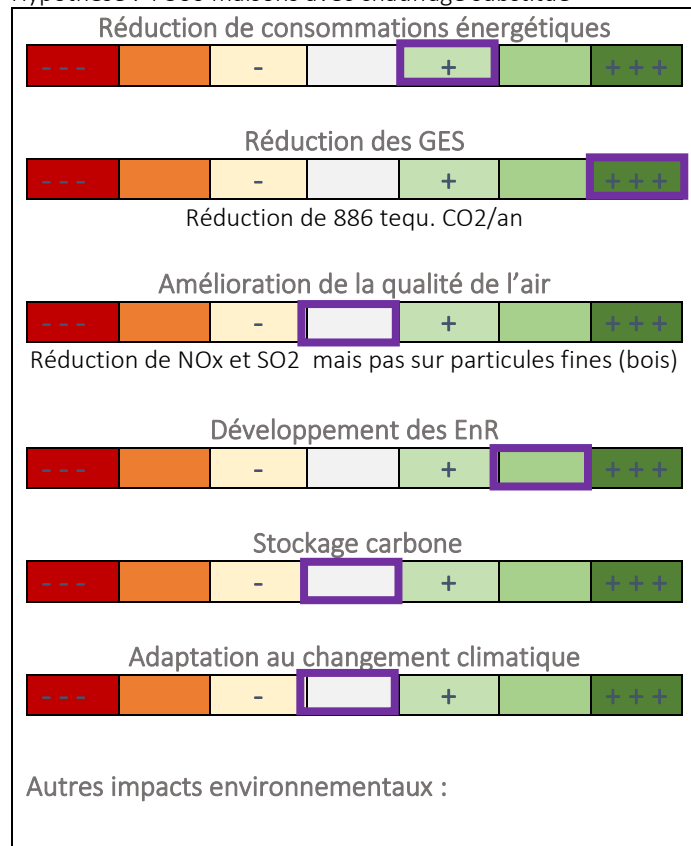 Réduction de consommations énergétiques
- - - - + + + +
Réduction des GES
- - - - + + + +
Réduction de 886 tequ. CO2/an
Amélioration de la qualité de l’air
- - - - + + + +
Réduction de NOx et SO2 mais pas sur particules fines (bois)
Développement des EnR
- - - - + + + +
Stockage carbone
- - - - + + + +
Adaptation au changement climatique
- - - - + + + +
Autres impacts environnementaux :